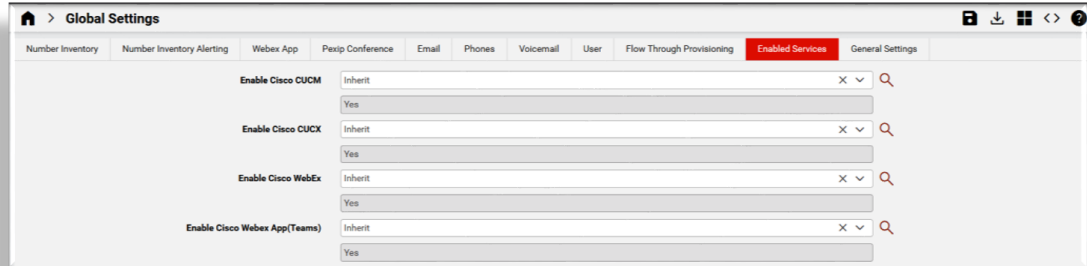 > Global Settings
Number Inventory Number Inventory Alerting Webex App Pexip Conference Email Phones Voicemail User Flow Through Provisioning Enabled Services General Settings
Enable Cisco CUCM Inherit
Yes
Enable Cisco CUCX Inherit
Yes
Enable Cisco WebEx Inherit
Yes
Enable Cisco Webex App(Teams) Inherit
Yes